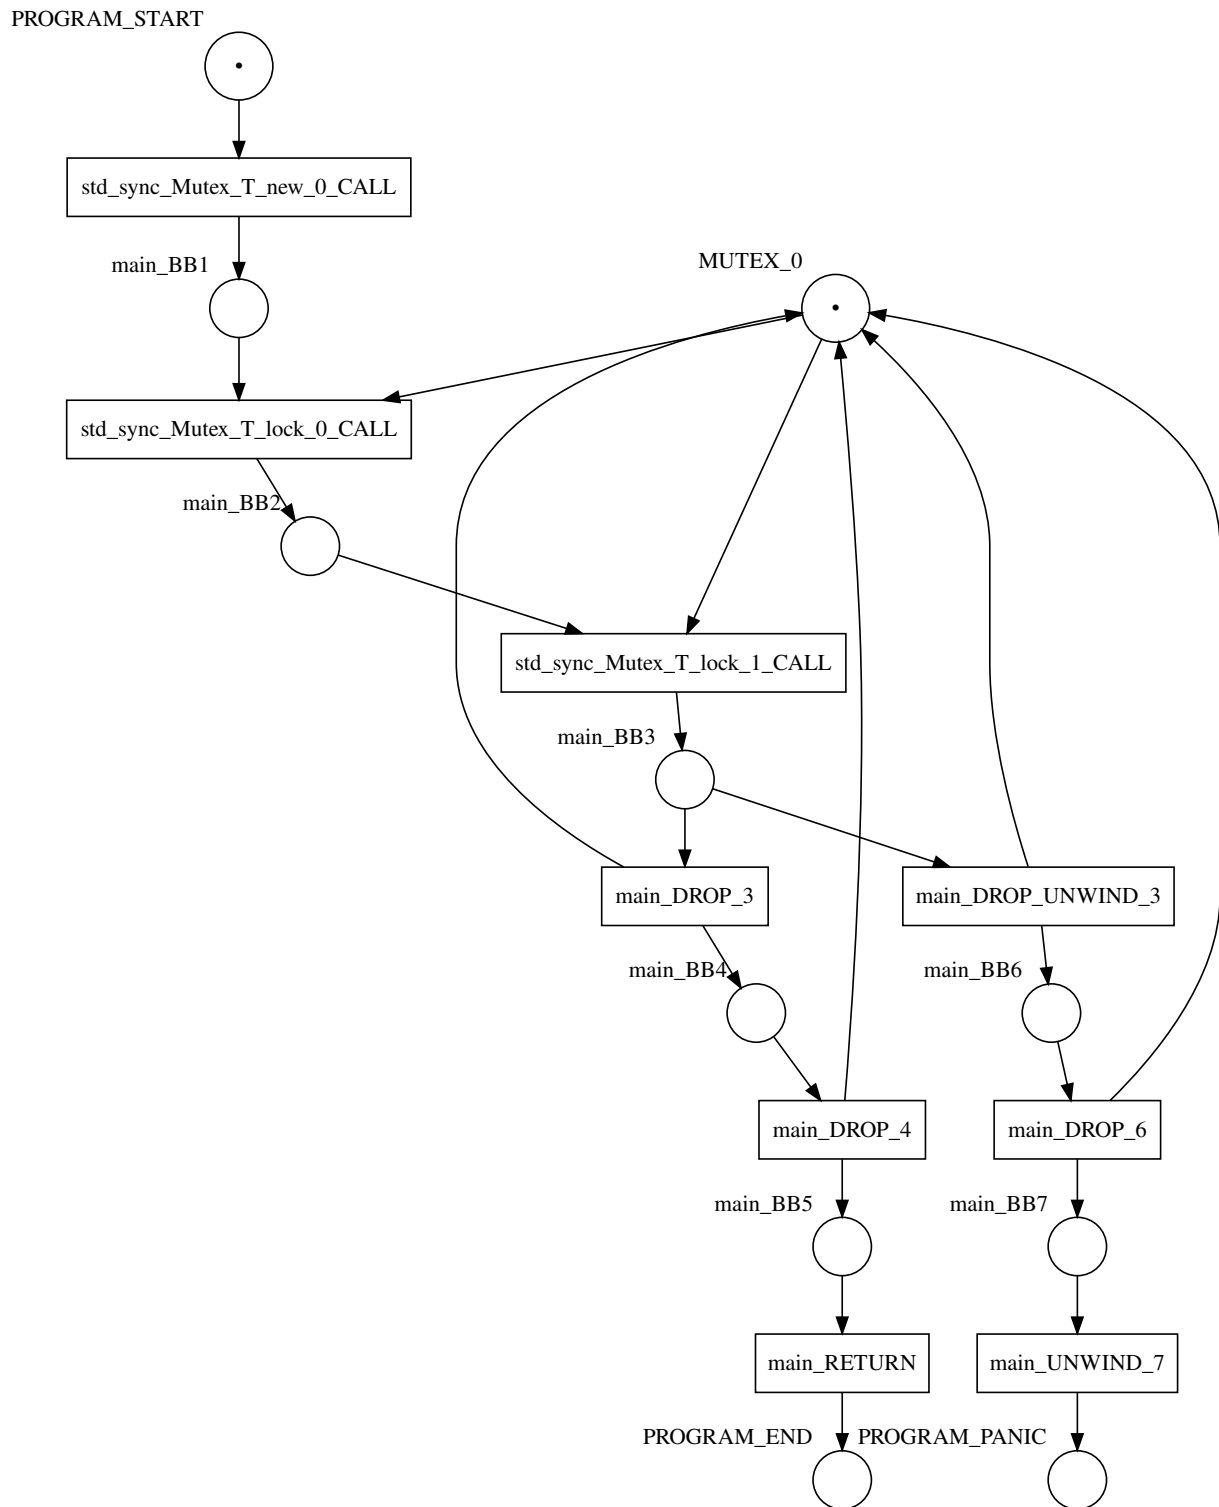 PROGRAM_START
std_sync_Mutex_T_new_0_CALL
main_BB1
MUTEX_0
std_sync_Mutex_T_lock_0_CALL
main_BB2
std_sync_Mutex_T_lock_1_CALL
main_BB3
main_DROP_3
main_DROP_UNWIND_3
main_BB4
main_BB6
main_DROP_4
main_DROP_6
main_BB5
main_BB7
main_RETURN
main_UNWIND_7
PROGRAM_END
PROGRAM_PANIC